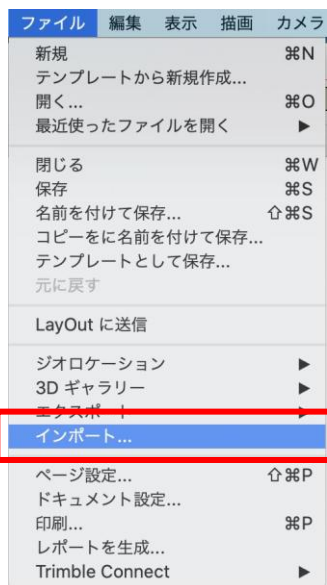 ファイル 編集 表示 描画 カメラ
新規 ⌘N
テンプレートから新規作成...
開く... ⌘O
最近使ったファイルを開く ▶
閉じる ⌘W
保存 ⌘S
名前を付けて保存... ⇧⌘S
コピーをに名前を付けて保存...
テンプレートとして保存...
元に戻す
LayOut に送信
ジオロケーション ▶
3D ギャラリー ▶
エクスポート ▶
インポート...
ページ設定... ⇧⌘P
ドキュメント設定...
印刷... ⌘P
レポートを生成...
Trimble Connect ▶